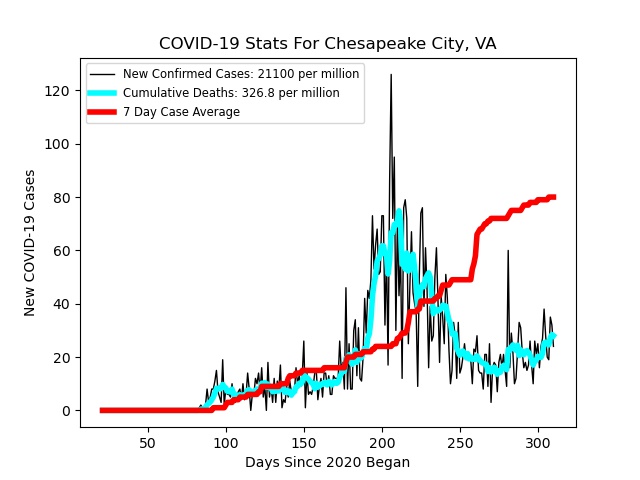 COVID-19 Stats For Chesapeake City, VA
New Confirmed Cases: 21100 per million
Cumulative Deaths: 326.8 per million
7 Day Case Average
New COVID-19 Cases
120
100
80
60
40
20
0
50 100 150 200 250 300
Days Since 2020 Began